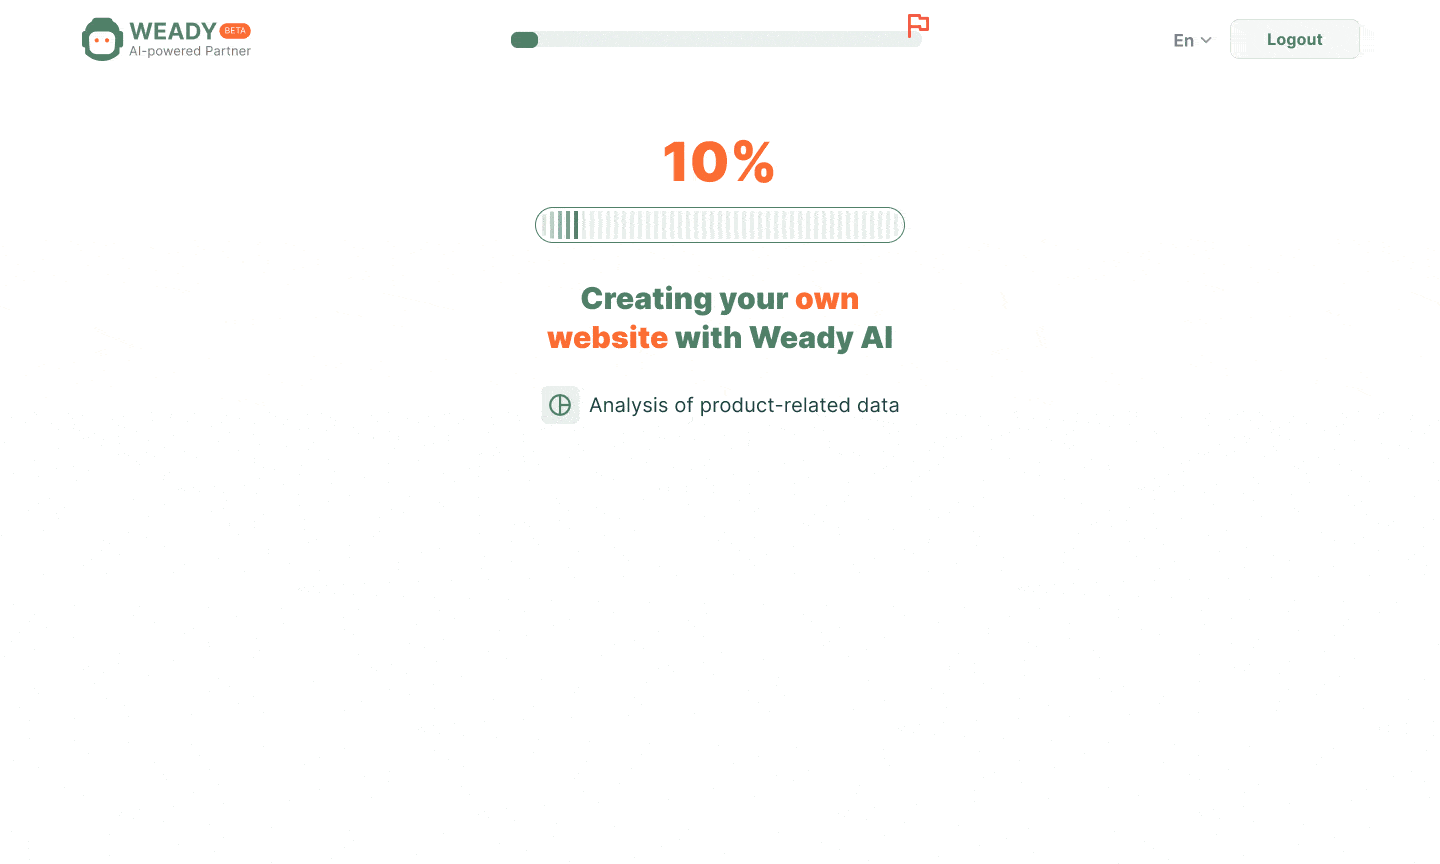 WEADY BETA
AI-powered Partner
En
Logout
10%
Creating your own
website with Weady AI
Analysis of product-related data